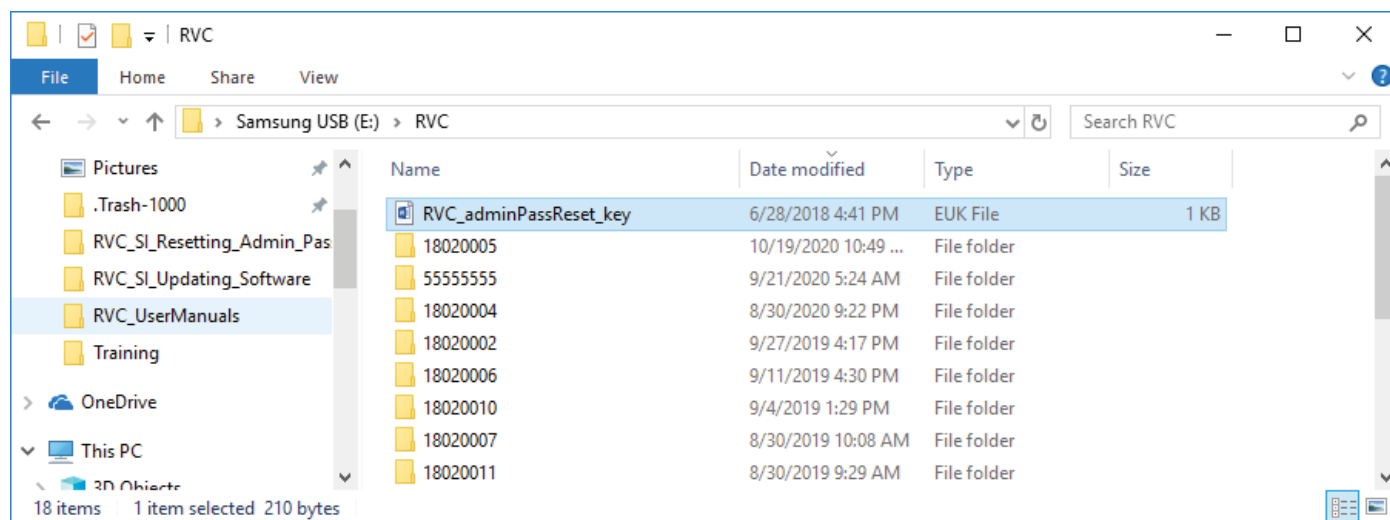 RVC
File Home Share View
Samsung USB (E:) > RVC Search RVC
Name Date modified Type Size
Pictures
.Trash-1000
RVC_SI_Resetting_Admin_Pas
RVC_SI_Updating_Software
RVC_UserManuals
Training
OneDrive
This PC
3D Objects
RVC_adminPassReset_key 6/28/2018 4:41 PM EUK File 1 KB
18020005 10/19/2020 10:49 ... File folder
55555555 9/21/2020 5:24 AM File folder
18020004 8/30/2020 9:22 PM File folder
18020002 9/27/2019 4:17 PM File folder
18020006 9/11/2019 4:30 PM File folder
18020010 9/4/2019 1:29 PM File folder
18020007 8/30/2019 10:08 AM File folder
18020011 8/30/2019 9:29 AM File folder
18 items 1 item selected 210 bytes